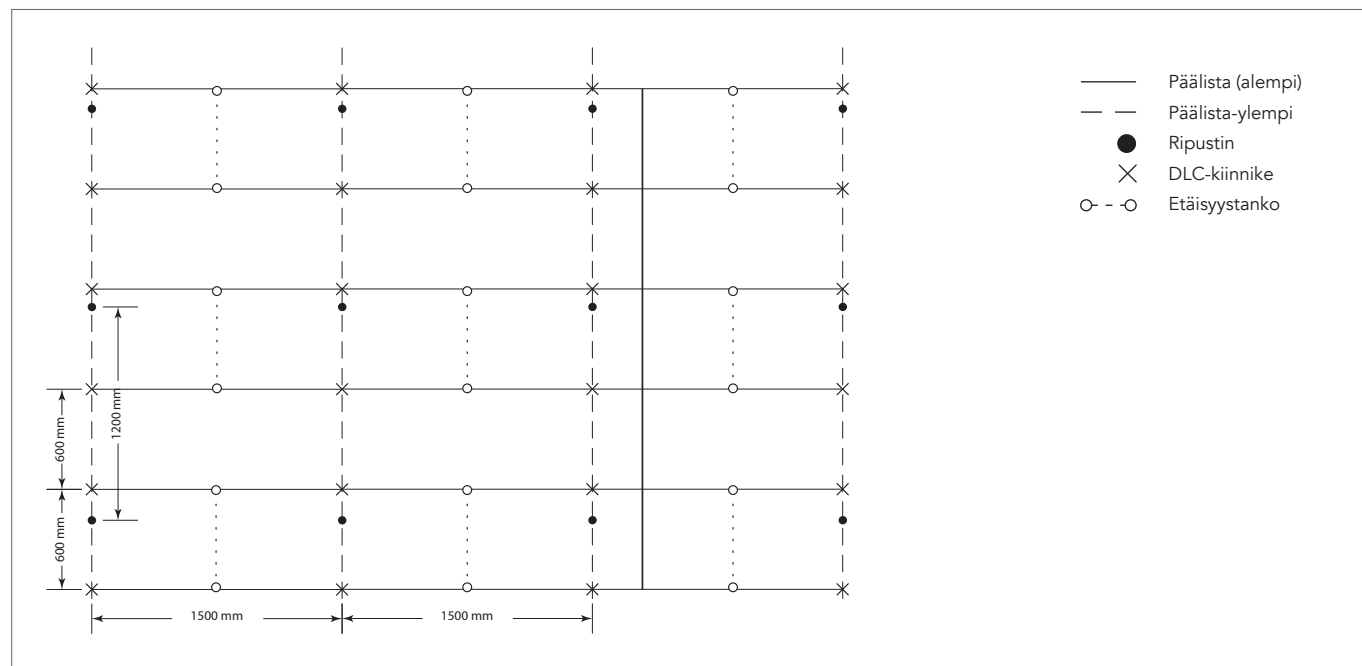 Päälista (alempi)
Päälista-ylempi
Ripustin
DLC-kiinnike
Etäisyystanko
1200 mm
600 mm
600 mm
1500 mm
1500 mm